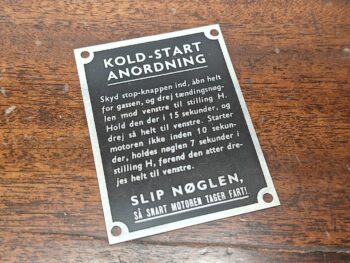 KOLD-START
ANORDNING
Skyd stop-knappen ind, åbn helt
for gassen, og drej tændingsnøg-
len mod venstre til stilling H.
Hold den der i 15 sekunder, og
drej så helt til venstre. Starter
motoren ikke inden 10 sekun-
der, holdes nøglen 7 sekunder i
stilling H, førend den atter dre-
jes helt til venstre.
SLIP NØGLEN,
SÅ SNART MOTOREN TAGER FART!